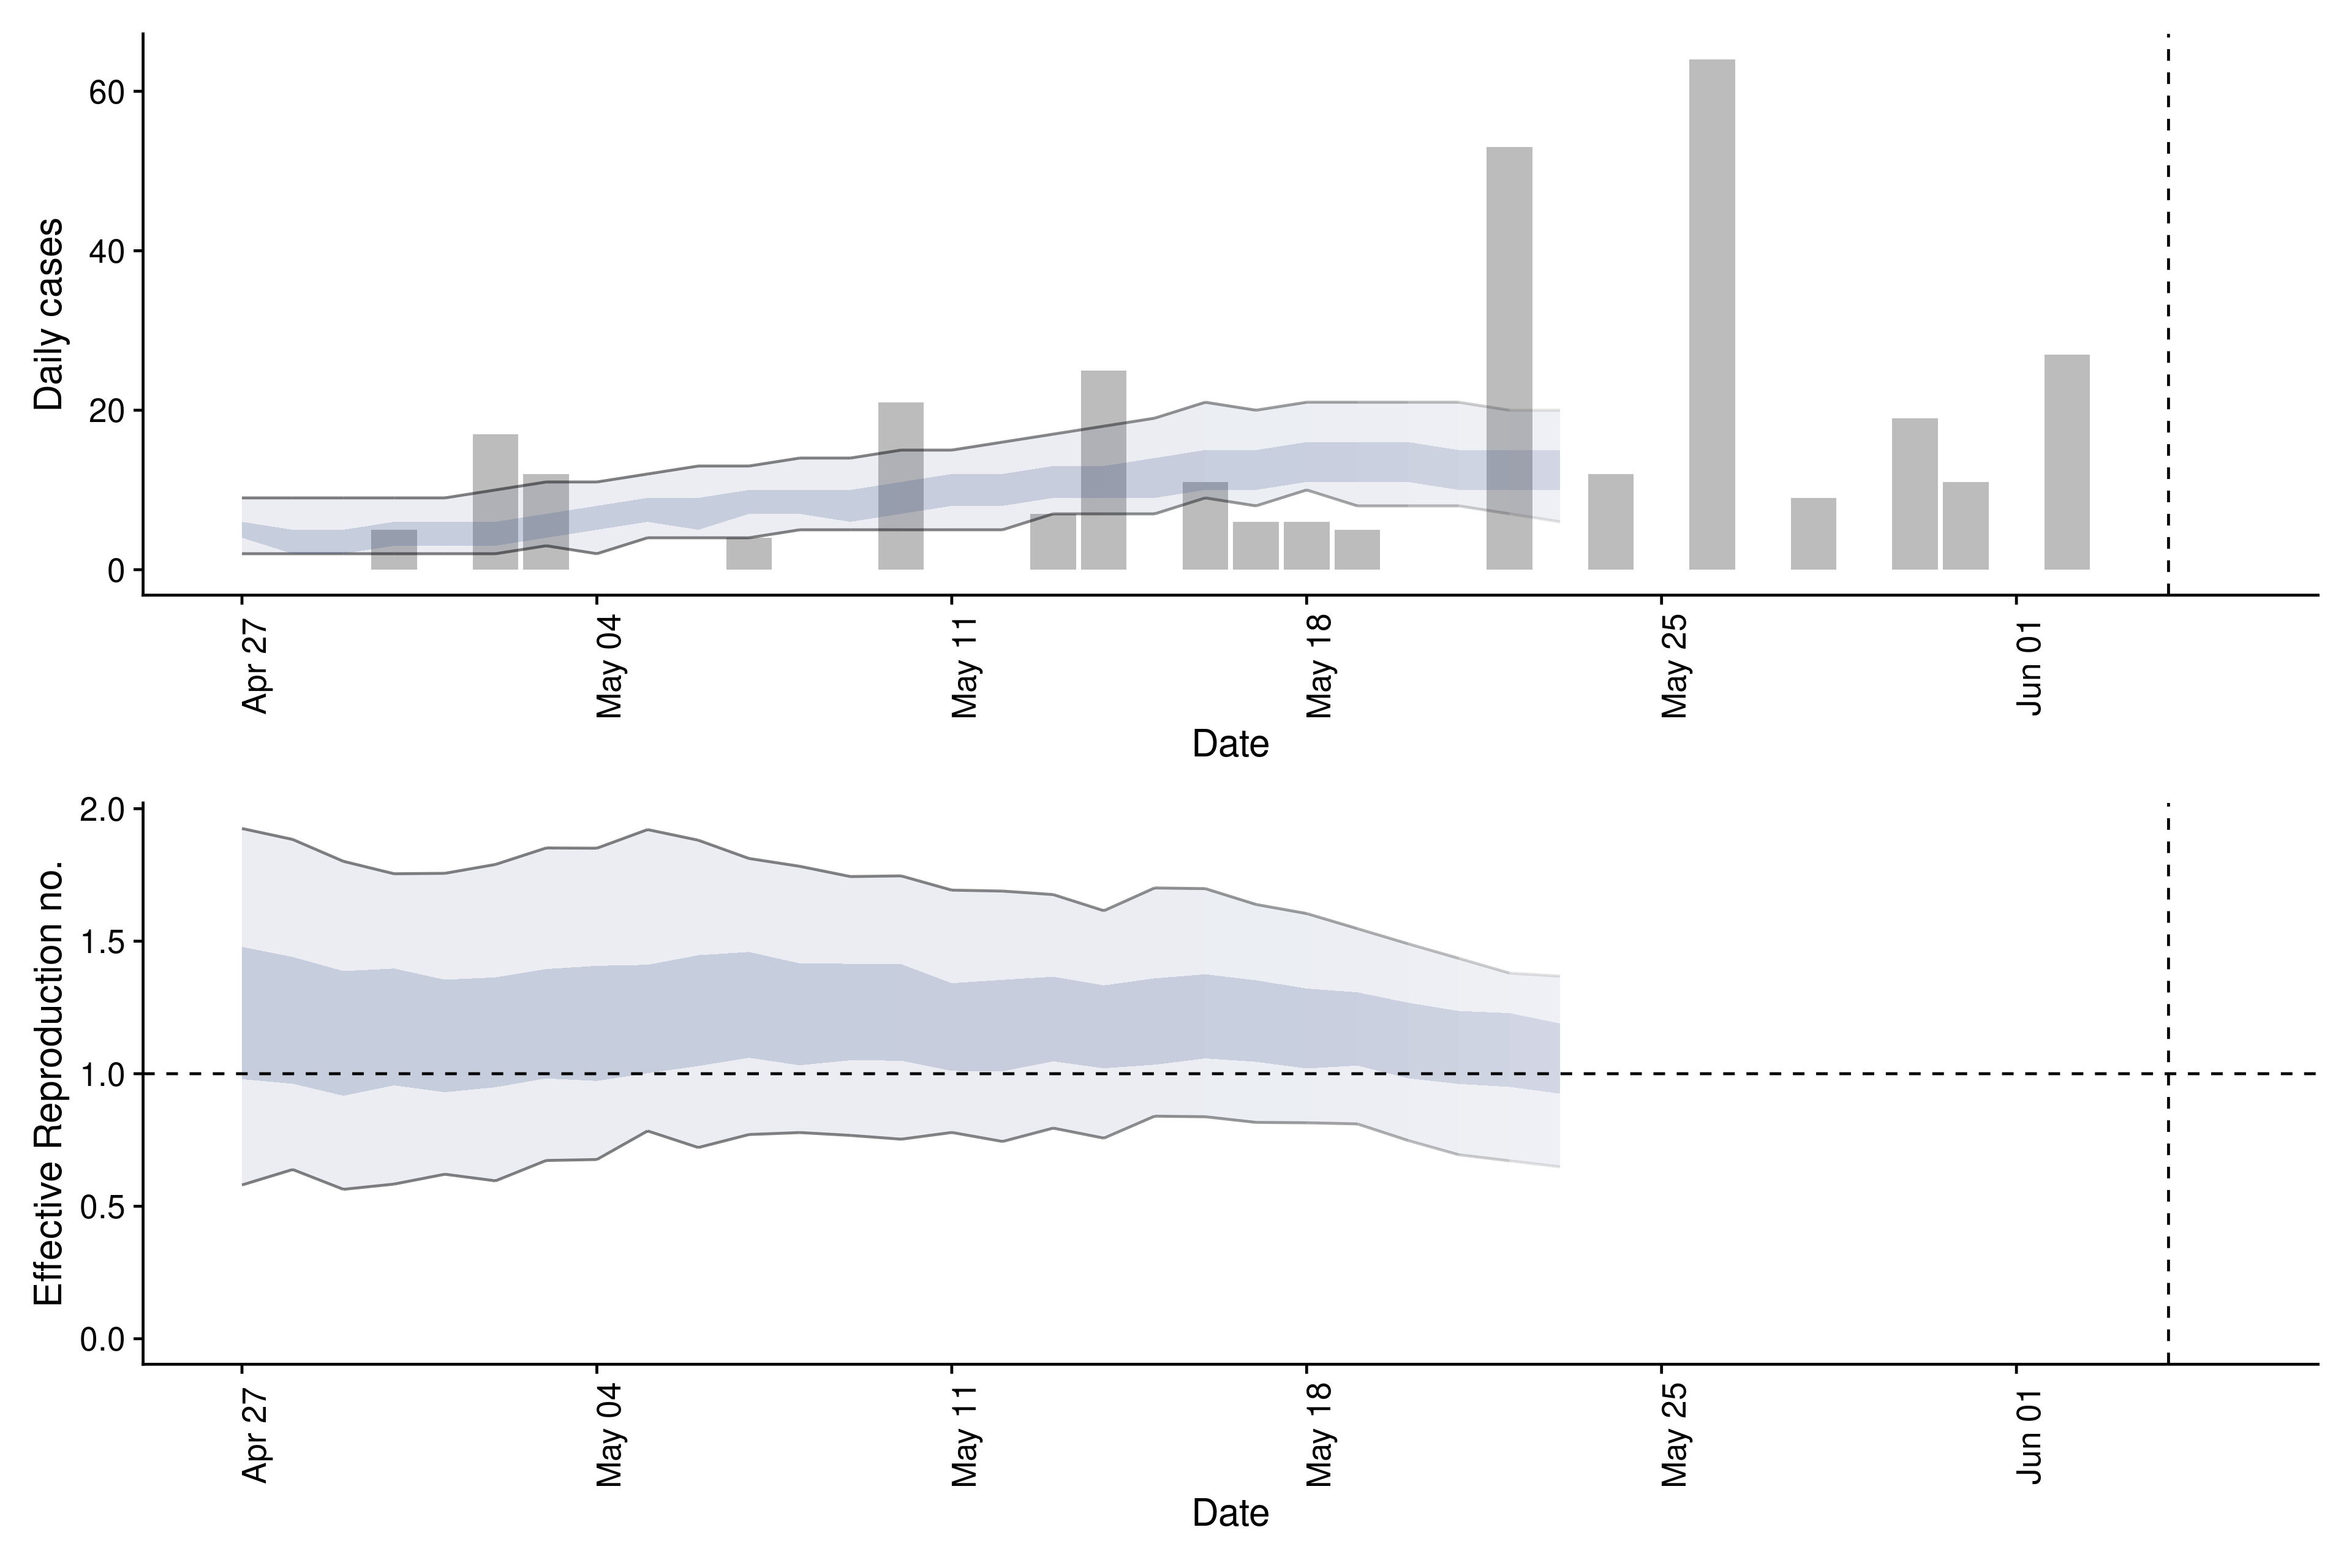 Daily cases
60
40
20
0
Apr 27
May 04
May 11
May 18
May 25
Jun 01
Date
Effective Reproduction no.
2.0
1.5
1.0
0.5
0.0
Apr 27
May 04
May 11
May 18
May 25
Jun 01
Date